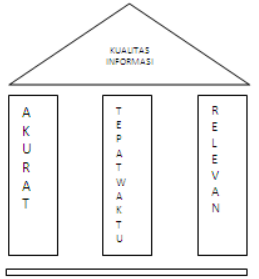 KUALITAS
INFORMASI
AKURAT
TEPAT WAKTU
RELEVAN